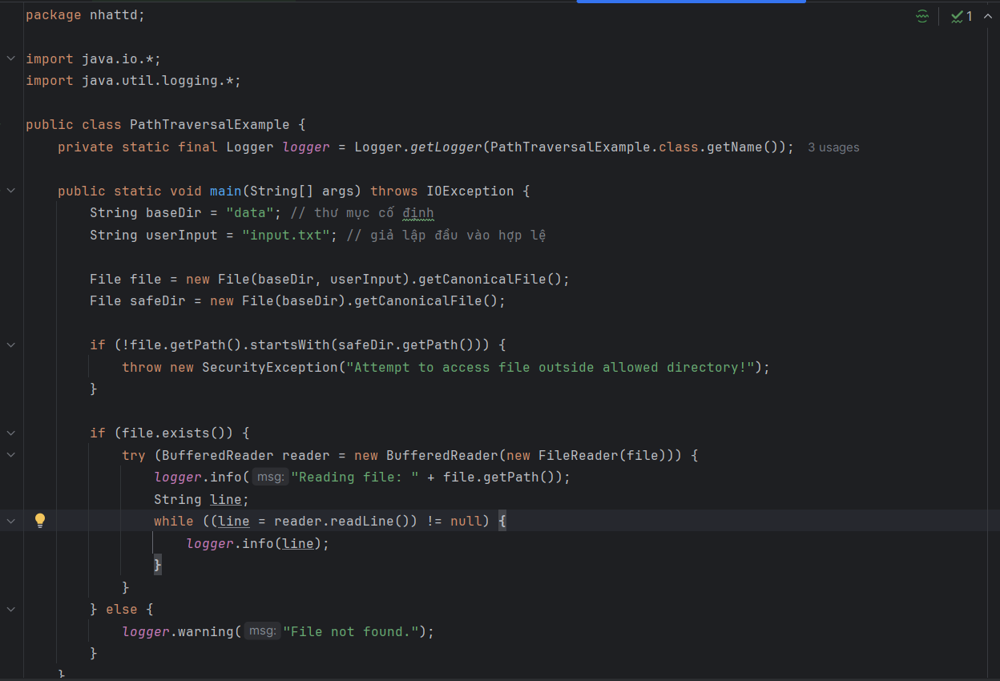 package nhattd;
1
import java.io.*;
import java.util.logging.*;
public class PathTraversalExample {
private static final Logger logger = Logger.getLogger(PathTraversalExample.class.getName()); 3 usages
public static void main(String[] args) throws IOException {
String baseDir = "data"; // thư mục cố định
String userInput = "input.txt"; // giả lập đầu vào hợp lệ
File file = new File(baseDir, userInput).getCanonicalFile();
File safeDir = new File(baseDir).getCanonicalFile();
if (!file.getPath().startsWith(safeDir.getPath())) {
throw new SecurityException("Attempt to access file outside allowed directory!");
}
if (file.exists()) {
try (BufferedReader reader = new BufferedReader(new FileReader(file))) {
logger.info( msg: "Reading file: " + file.getPath());
String line;
while ((line = reader.readLine()) != null) {
logger.info(line);
}
}
} else {
logger.warning( msg: "File not found.");
}
}